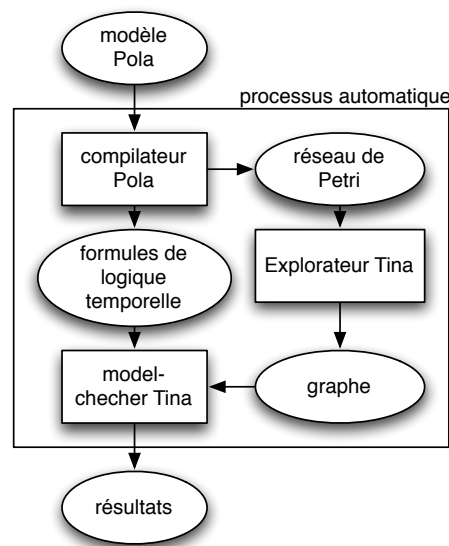 modèle
Pola
processus automatique
compilateur
Pola
réseau de
Petri
formules de
logique
temporelle
Explorateur Tina
model-
checher Tina
graphe
résultats